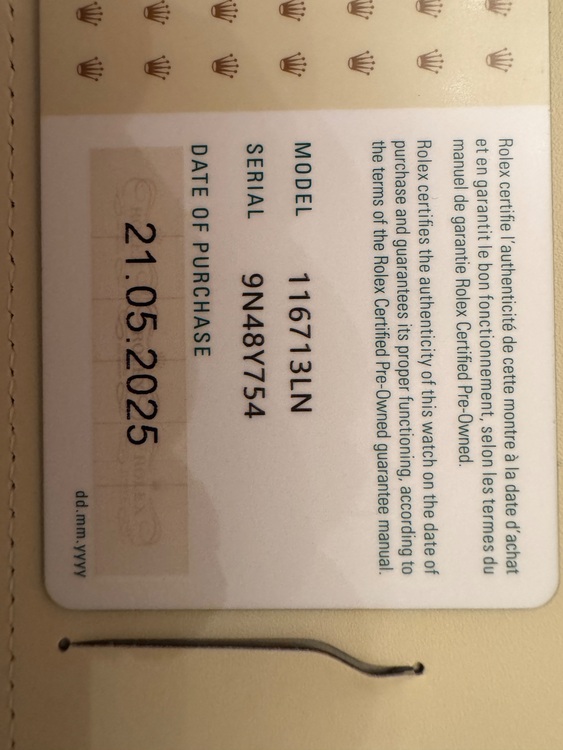 Rolex certifie l'authenticité de cette montre à la date d'achat
et en garantit le bon fonctionnement, selon les termes du
manuel de garantie Rolex Certified Pre-Owned.
Rolex certifies the authenticity of this watch on the date of
purchase and guarantees its proper functioning, according to
the terms of the Rolex Certified Pre-Owned guarantee manual.
MODEL 116713LN
SERIAL 9N48Y754
DATE OF PURCHASE
21.05.2025
dd.mm.yyyy